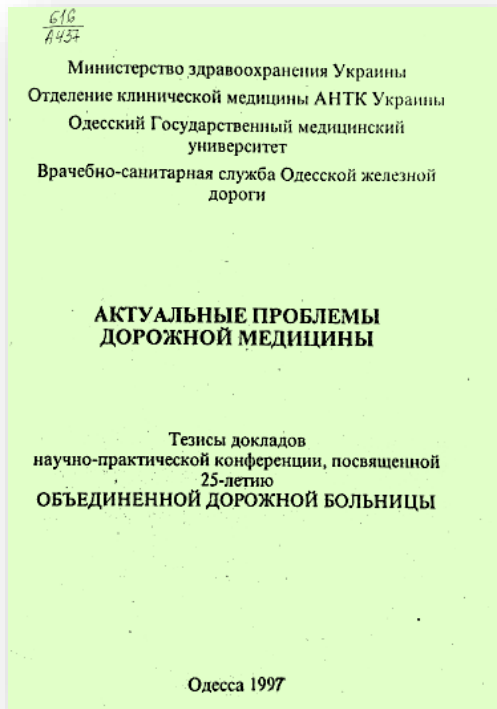 616
А437
Министерство здравоохранения Украины
Отделение клинической медицины АНТК Украины
Одесский Государственный медицинский
университет
Врачебно-санитарная служба Одесской железной
дороги
АКТУАЛЬНЫЕ ПРОБЛЕМЫ
ДОРОЖНОЙ МЕДИЦИНЫ
Тезисы докладов
научно-практической конференции, посвященной
25-летию
ОБЪЕДИНЕННОЙ ДОРОЖНОЙ БОЛЬНИЦЫ
Одесса 1997